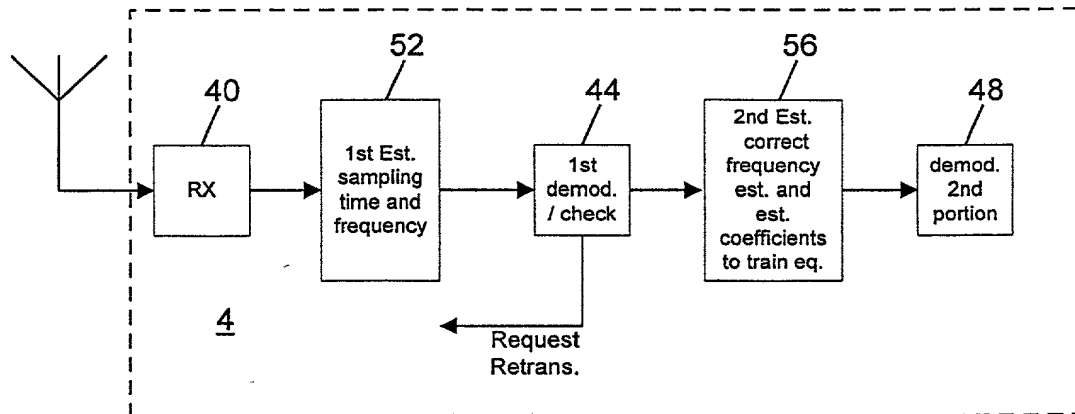 52
56
40
44
48
RX
1st Est.
sampling
time and
frequency
1st
demod.
/ check
2nd Est.
correct
frequency
est. and
est.
coefficients
to train eq.
demod.
2nd
portion
4
Request
Retrans.